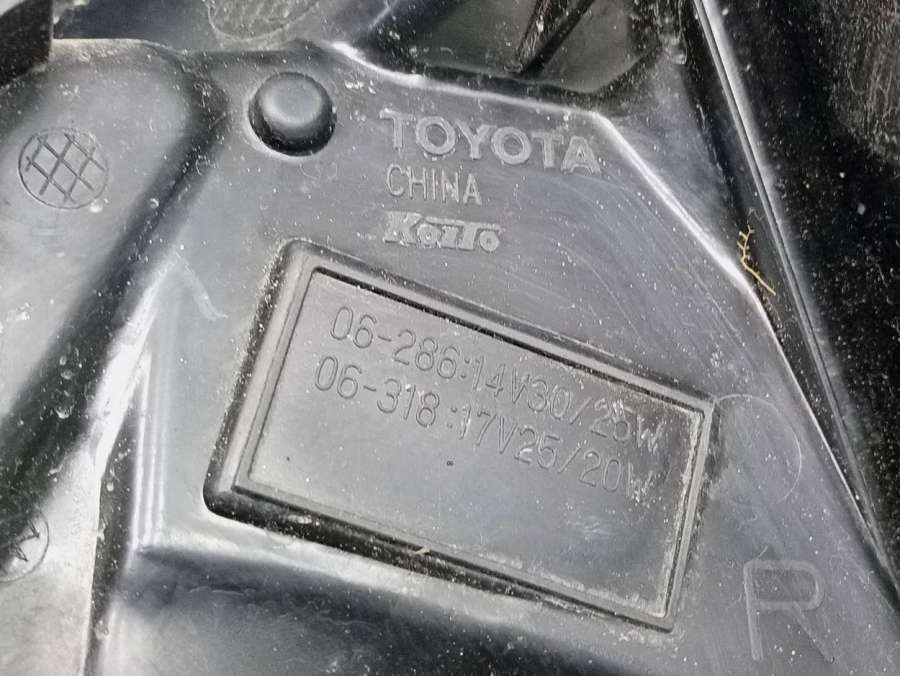 TOYOTA
CHINA
KoITo
06-286:14V30/25W
06-318:17V25/20W
R